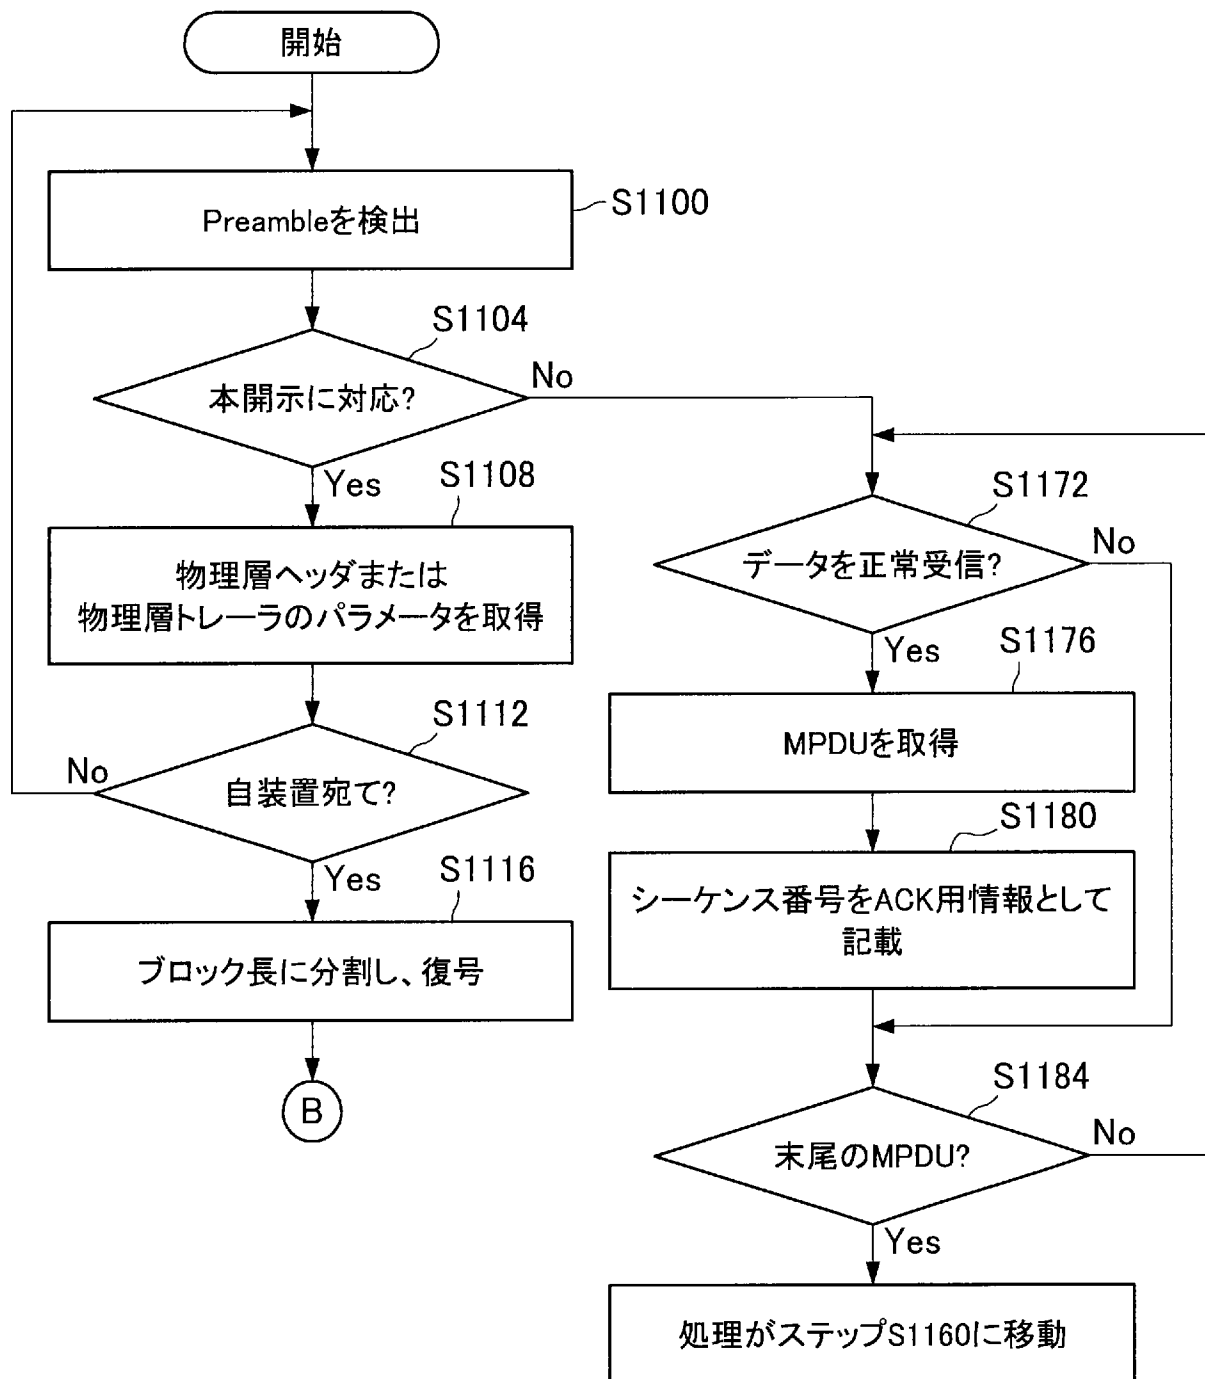 開始
Preambleを検出
S1100
S1104
本開示に対応?
No
Yes
S1108
物理層ヘッダまたは
物理層トレーラのパラメータを取得
S1112
No
自装置宛て?
Yes
S1116
ブロック長に分割し、復号
B
S1172
データを正常受信?
No
Yes
S1176
MPDUを取得
S1180
シーケンス番号をACK用情報として
記載
S1184
末尾のMPDU?
No
Yes
処理がステップS1160に移動